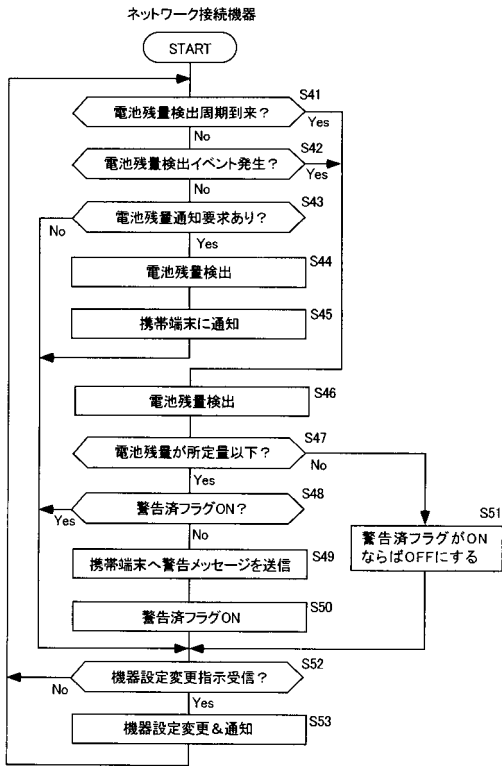 ネットワーク接続機器
START
S41
電池残量検出周期到来？
Yes
No
S42
電池残量検出イベント発生？
Yes
No
S43
電池残量通知要求あり？
No
Yes
S44
電池残量検出
S45
携帯端末に通知
S46
電池残量検出
S47
電池残量が所定量以下？
No
Yes
S48
警告済フラグON？
Yes
No
S51
警告済フラグがON
ならばOFFにする
S49
携帯端末へ警告メッセージを送信
S50
警告済フラグON
S52
機器設定変更指示受信？
No
Yes
S53
機器設定変更＆通知